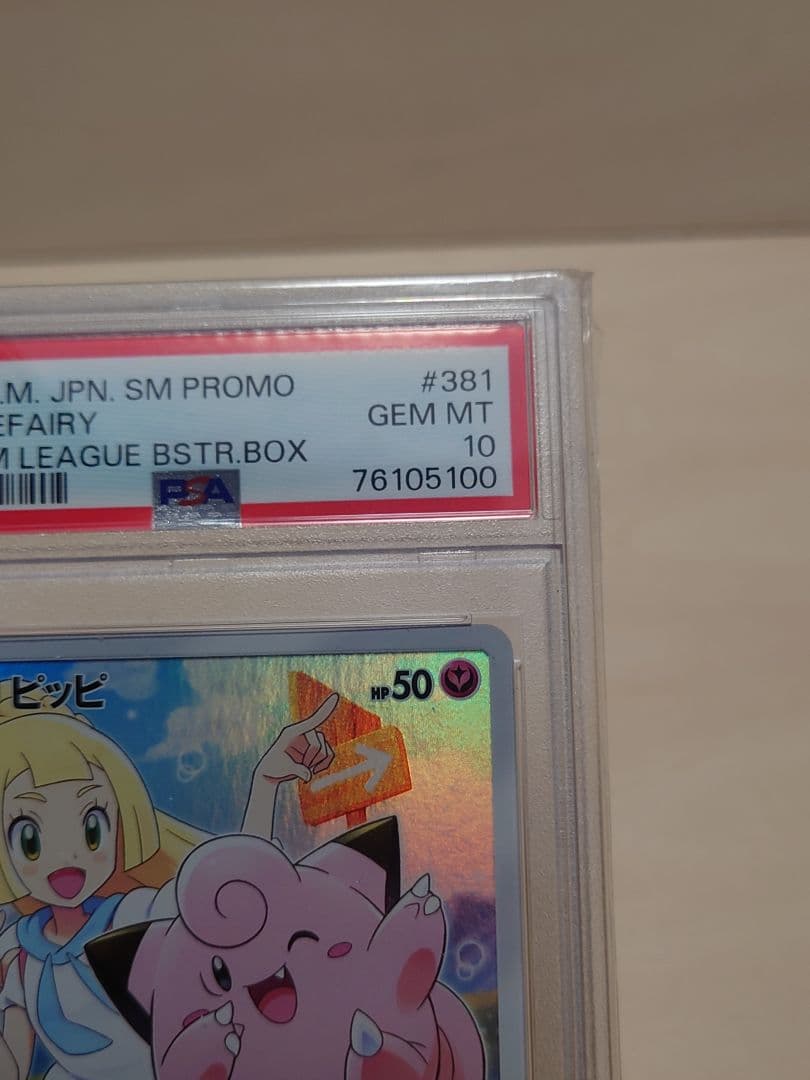 .M. JPN. SM PROMO #381
EFAIRY GEM MT
M LEAGUE BSTR.BOX 10
PSA 76105100
ピッピ HP50